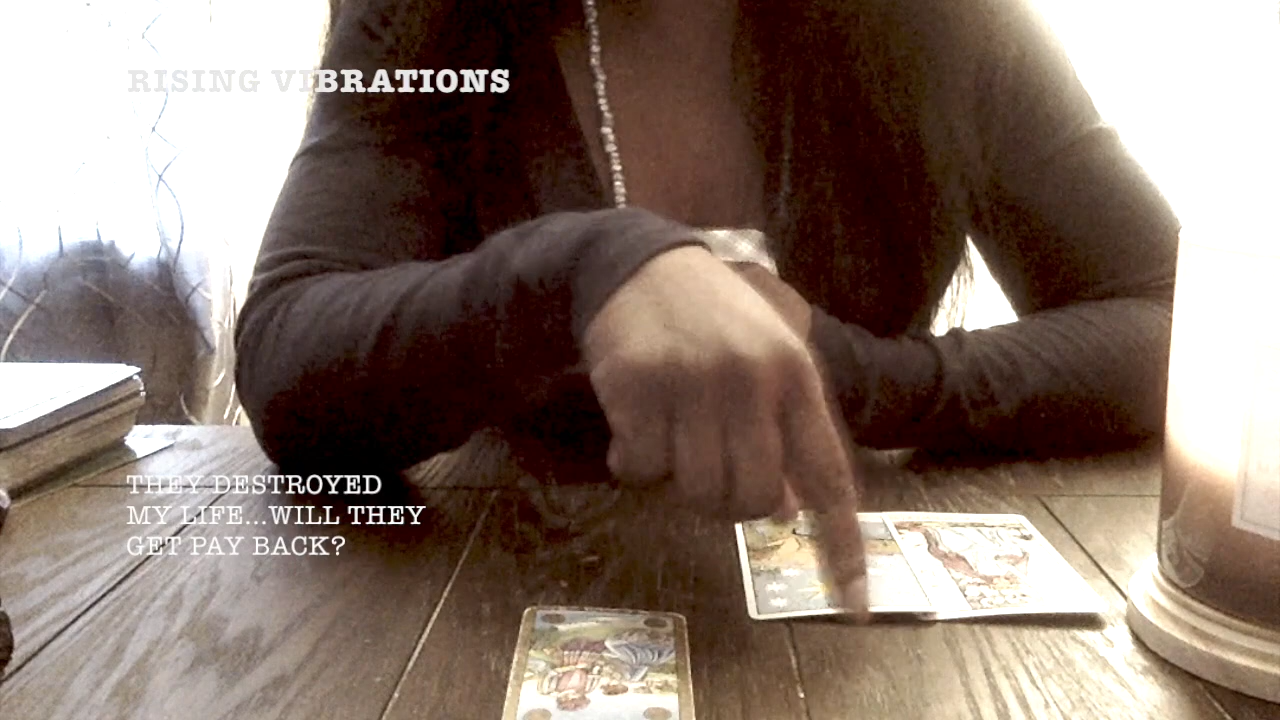 RISING VIBRATIONS
THEY DESTROYED
MY LIFE...WILL THEY
GET PAY BACK?